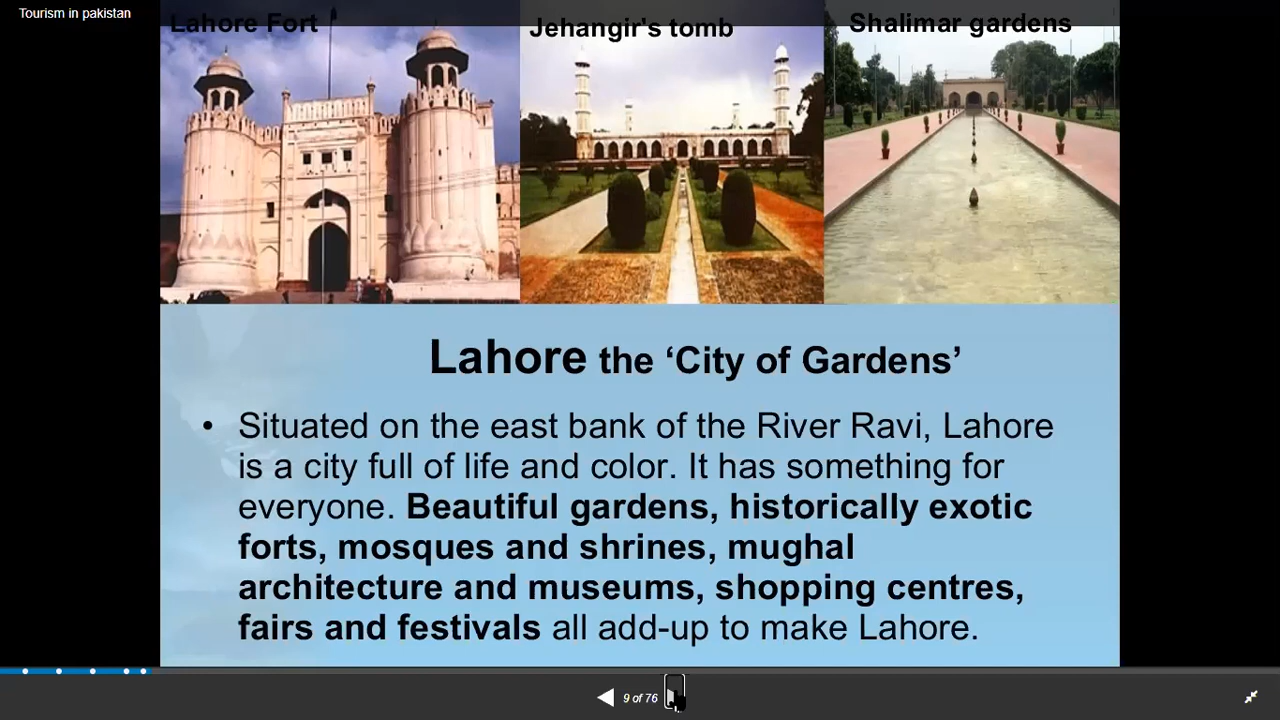 Tourism in pakistan
Lahore Fort
Jehangir's tomb
Shalimar gardens
Lahore the ‘City of Gardens’
• Situated on the east bank of the River Ravi, Lahore
is a city full of life and color. It has something for
everyone. Beautiful gardens, historically exotic
forts, mosques and shrines, mughal
architecture and museums, shopping centres,
fairs and festivals all add-up to make Lahore.
9 of 76